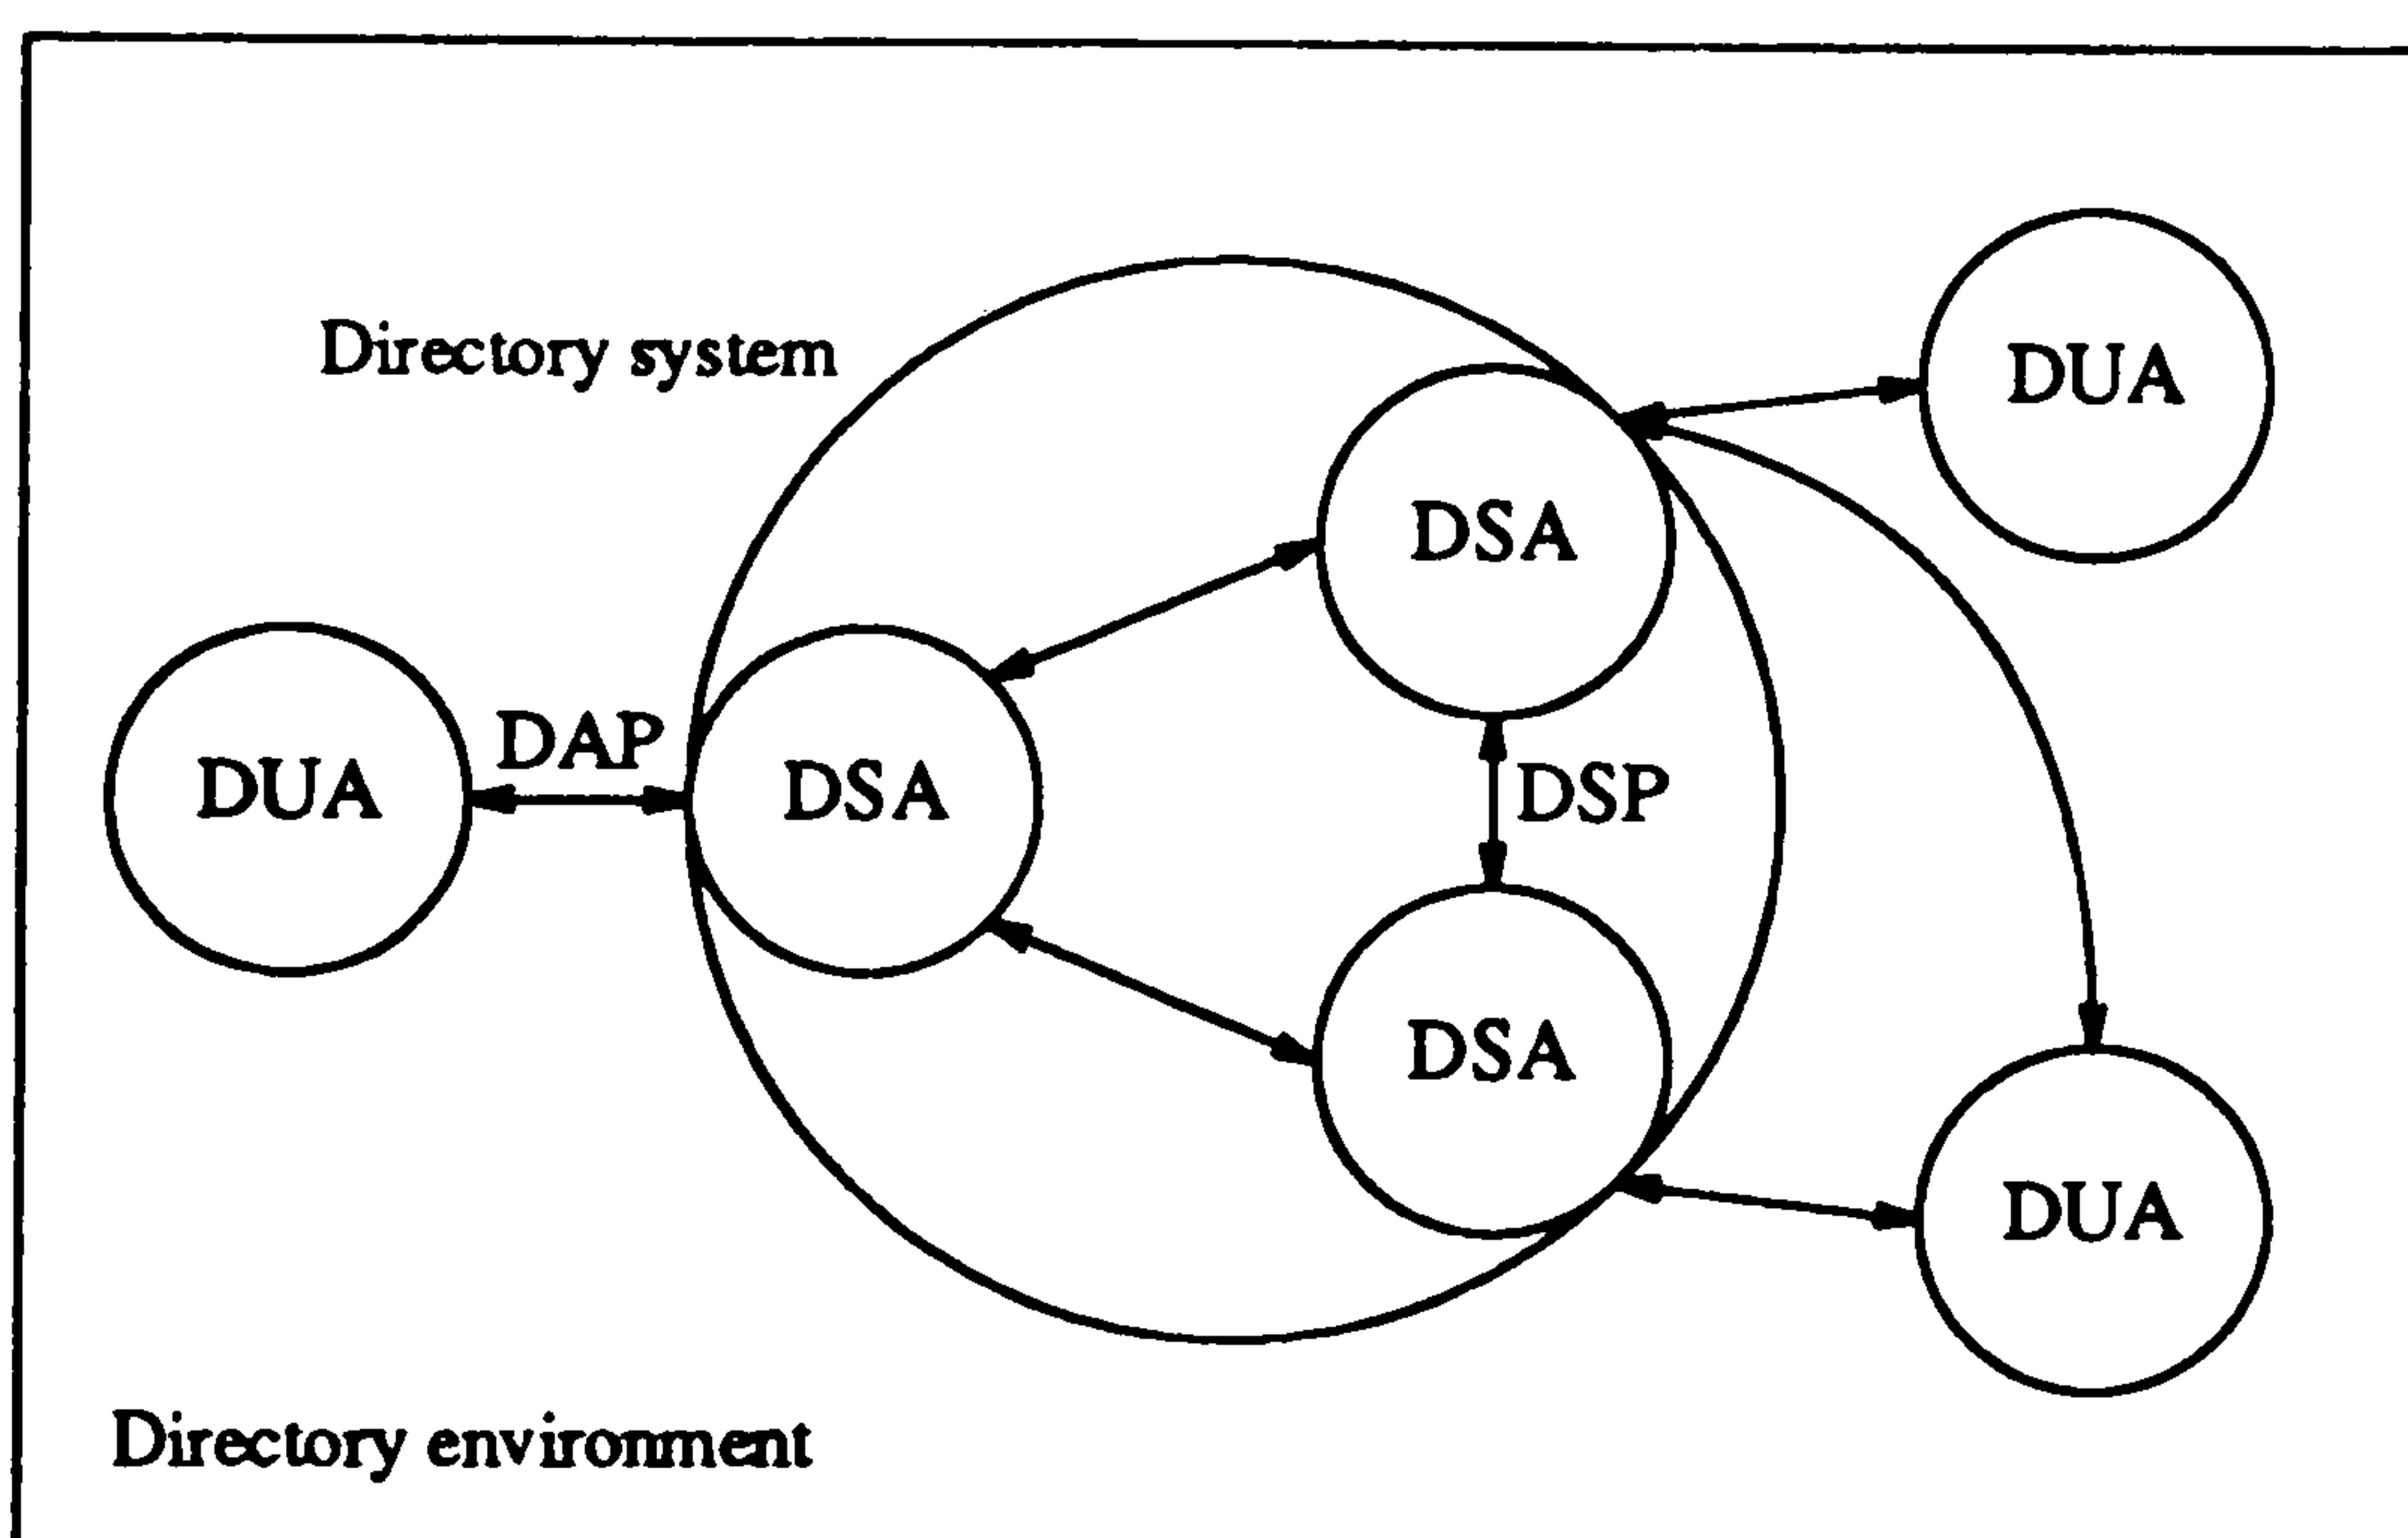 Directory system
DUA
DSA
DUA
DAP
DSA
DSP
DSA
DUA
Directory environment